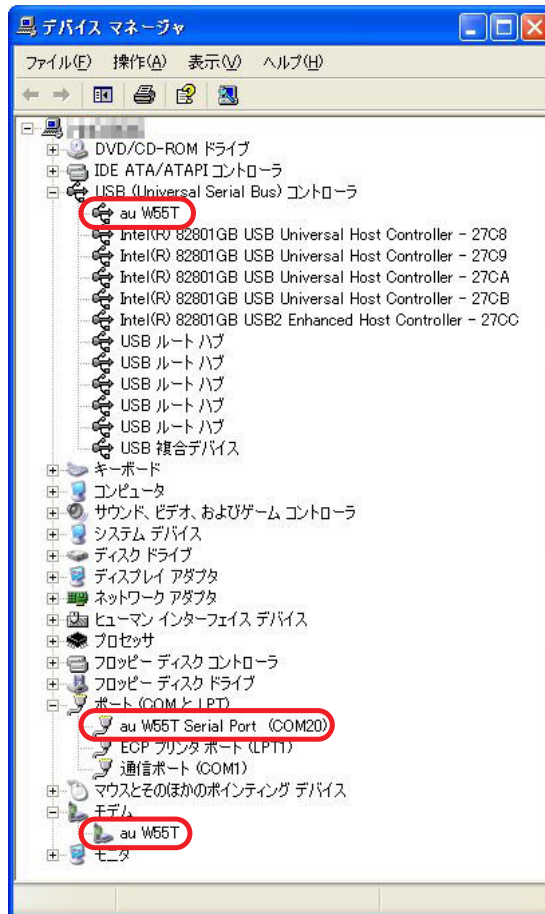 デバイス マネージャ
ファイル(F) 操作(A) 表示(V) ヘルプ(H)
DVD/CD-ROM ドライブ
IDE ATA/ATAPI コントローラ
USB (Universal Serial Bus) コントローラ
au W55T
Intel(R) 82801GB USB Universal Host Controller - 27C8
Intel(R) 82801GB USB Universal Host Controller - 27C9
Intel(R) 82801GB USB Universal Host Controller - 27CA
Intel(R) 82801GB USB Universal Host Controller - 27CB
Intel(R) 82801GB USB2 Enhanced Host Controller - 27CC
USB ルート ハブ
USB ルート ハブ
USB ルート ハブ
USB ルート ハブ
USB ルート ハブ
USB 複合デバイス
キーボード
コンピュータ
サウンド、ビデオ、およびゲーム コントローラ
システム デバイス
ディスク ドライブ
ディスプレイ アダプタ
ネットワーク アダプタ
ヒューマン インターフェイス デバイス
プロセッサ
フロッピー ディスク コントローラ
フロッピー ディスク ドライブ
ポート (COM と LPT)
au W55T Serial Port (COM20)
ECP プリンタ ポート (LPT1)
通信ポート (COM1)
マウスとそのほかのポインティング デバイス
モデム
au W55T
モニタ